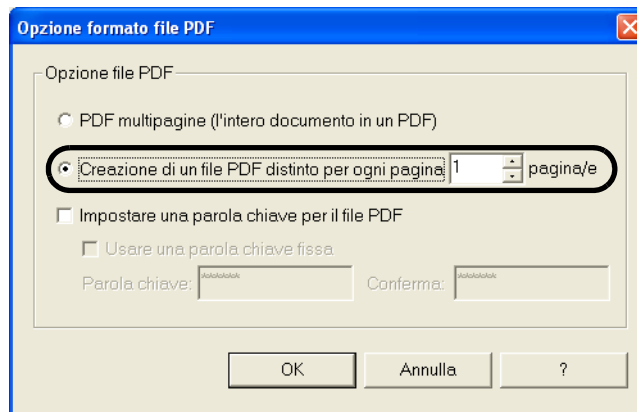 Opzione formato file PDF
Opzione file PDF
PDF multipagine (l'intero documento in un PDF)
Creazione di un file PDF distinto per ogni pagina 1 pagina/e
Impostare una parola chiave per il file PDF
Usare una parola chiave fissa
Parola chiave: ****** Conferma: ******
OK Annulla ?